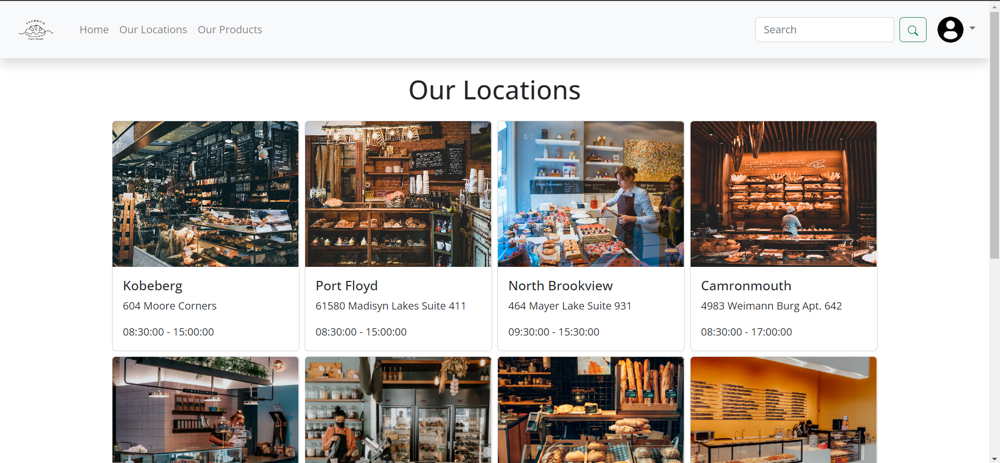 Fresh Bread
Home
Our Locations
Our Products
Search
Our Locations
Fresh Croissants
Eat In or
Kobeberg
604 Moore Corners
08:30:00 - 15:00:00
Port Floyd
61580 Madisyn Lakes Suite 411
08:30:00 - 15:00:00
North Brookview
464 Mayer Lake Suite 931
09:30:00 - 15:30:00
Camronmouth
4983 Weimann Burg Apt. 642
08:30:00 - 17:00:00